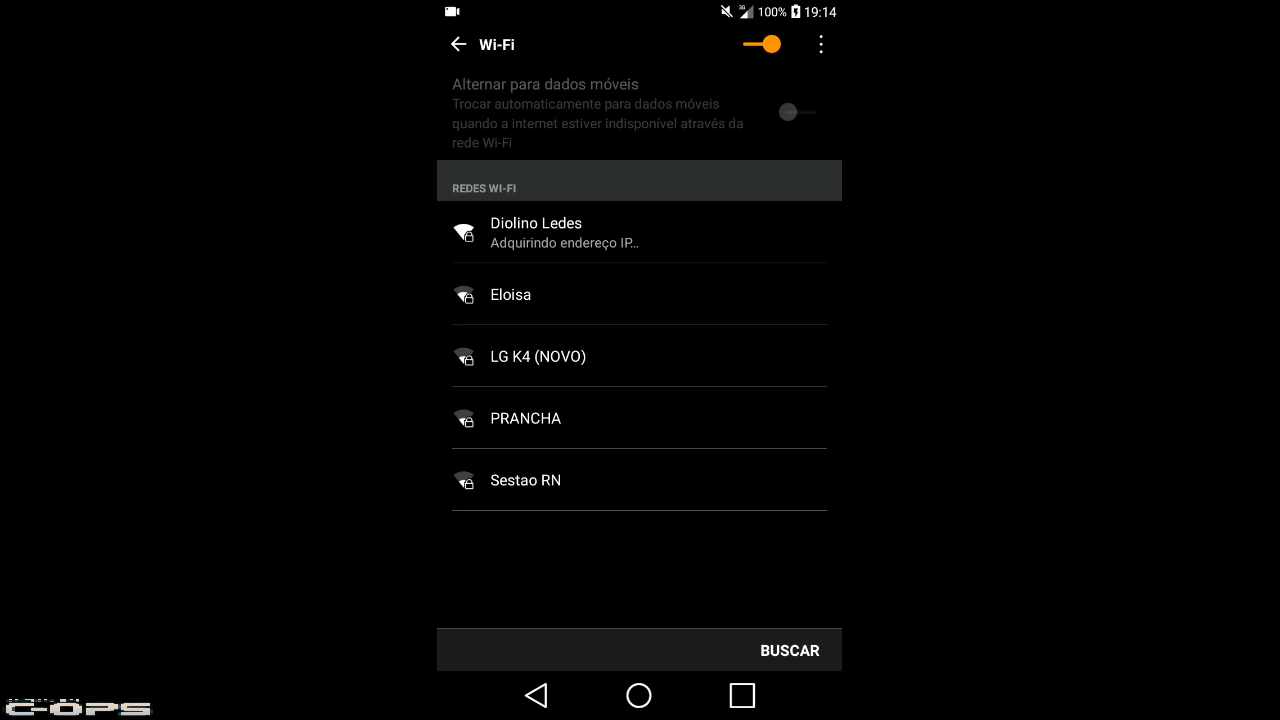 3G 100% 19:14
Wi-Fi
Alternar para dados móveis
Trocar automaticamente para dados móveis
quando a internet estiver indisponível através da
rede Wi-Fi
REDES WI-FI
Diolino Ledes
Adquirindo endereço IP...
Eloisa
LG K4 (NOVO)
PRANCHA
Sestao RN
BUSCAR
C-OPS